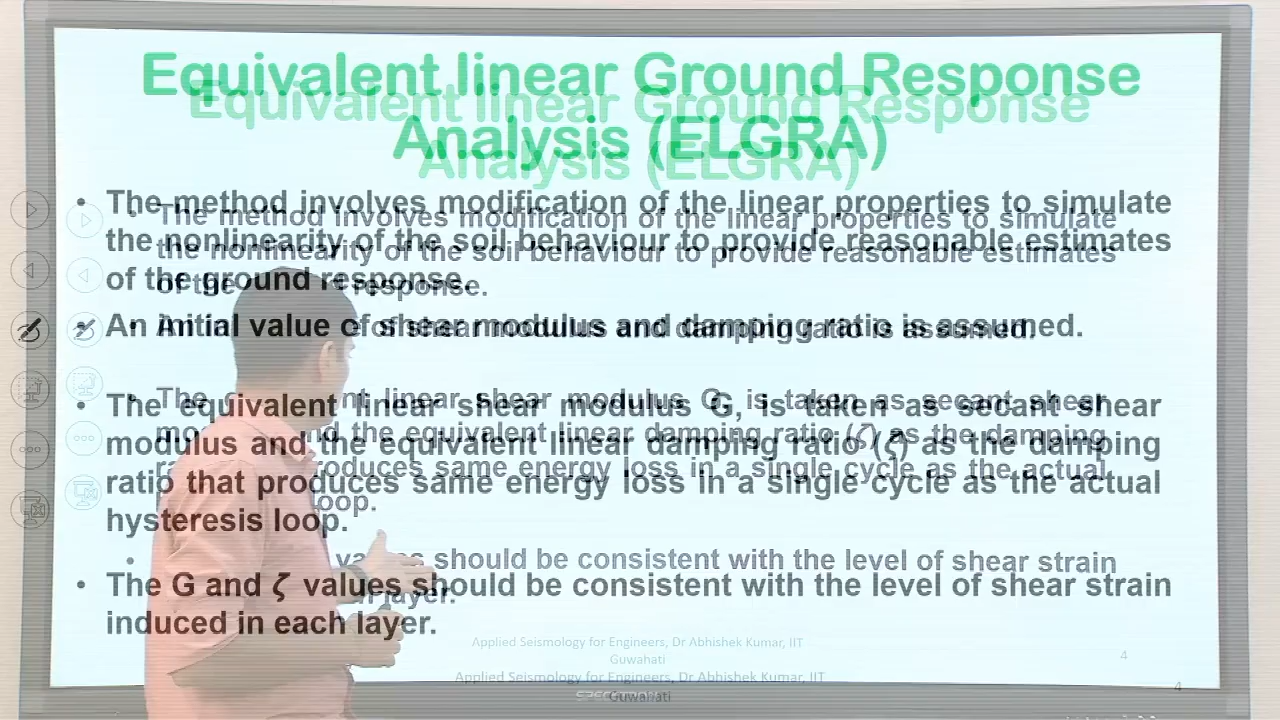 Equivalent linear Ground Response
Analysis (ELGRA)
• The method involves modification of the linear properties to simulate
the nonlinearity of the soil behaviour to provide reasonable estimates
of the ground response.
• An initial value of shear modulus and damping ratio is assumed.
• The equivalent linear shear modulus G, is taken as secant shear
modulus and the equivalent linear damping ratio (ζ) as the damping
ratio that produces same energy loss in a single cycle as the actual
hysteresis loop.
• The G and ζ values should be consistent with the level of shear strain
induced in each layer.
Applied Seismology for Engineers, Dr Abhishek Kumar, IIT
Guwahati
4